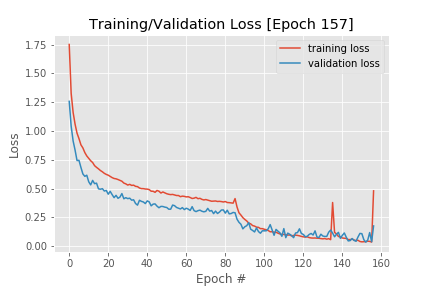 Training/Validation Loss [Epoch 157]
training loss
validation loss
1.75
1.50
1.25
1.00
0.75
0.50
0.25
0.00
Loss
0 20 40 60 80 100 120 140 160
Epoch #